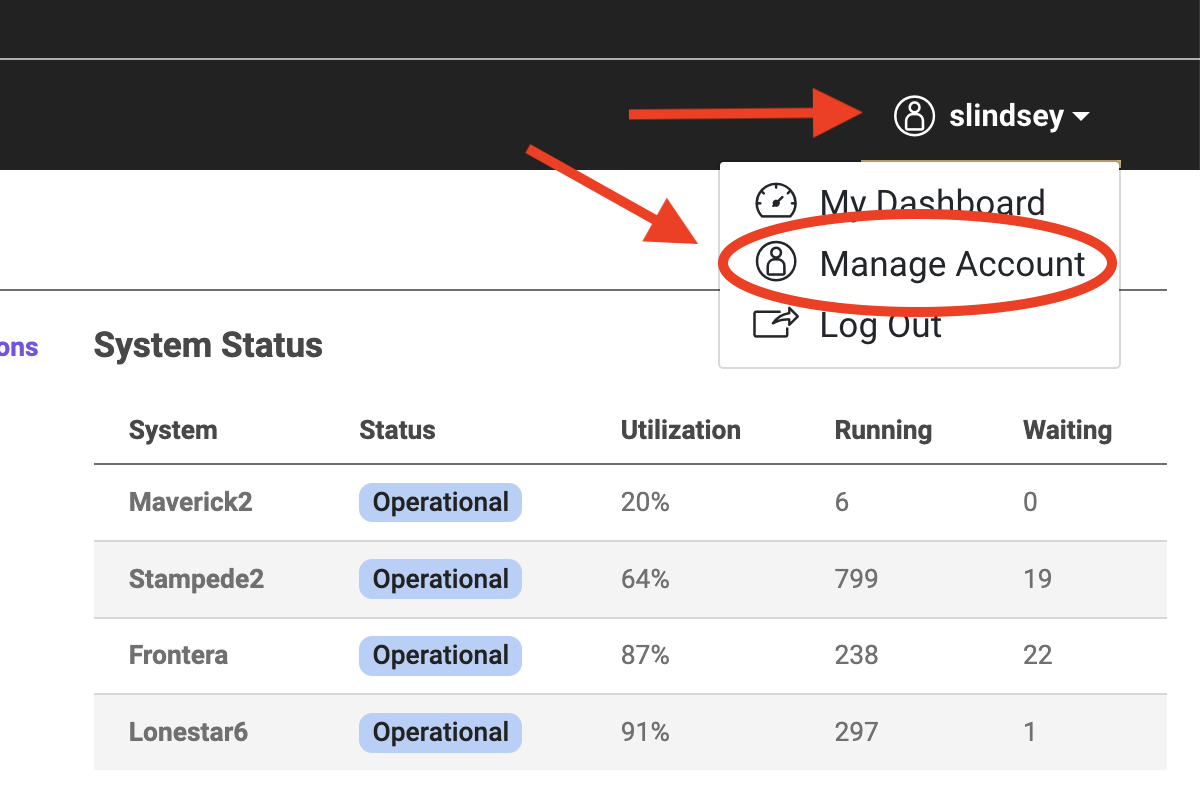 slindsey
My Dashboard
Manage Account
Log Out
ons
System Status
System Status Utilization Running Waiting
Maverick2 Operational 20% 6 0
Stampede2 Operational 64% 799 19
Frontera Operational 87% 238 22
Lonestar6 Operational 91% 297 1